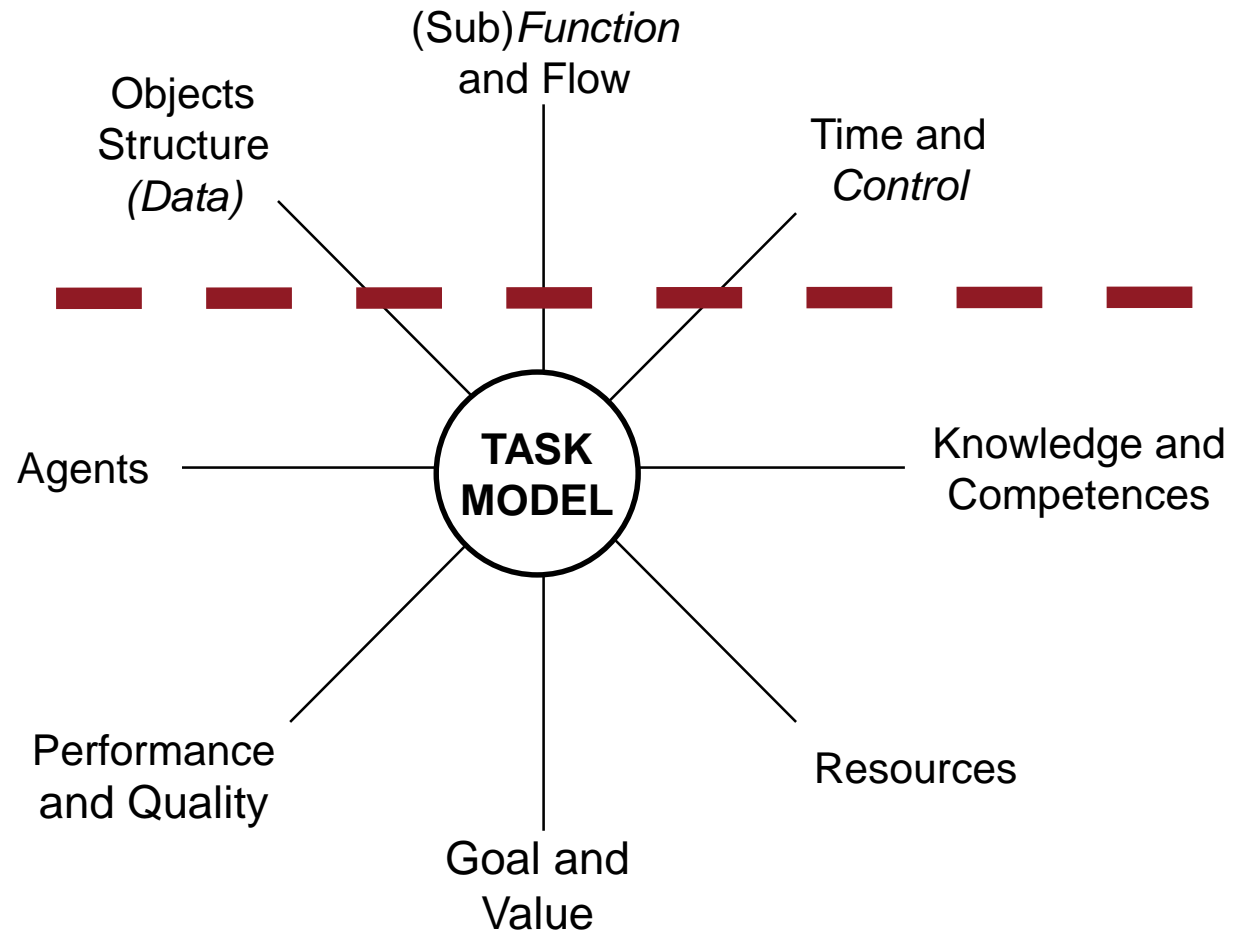 (Sub)Function
and Flow
Objects
Structure
(Data)
Time and
Control
Agents
TASK
MODEL
Knowledge and
Competences
Performance
and Quality
Resources
Goal and
Value